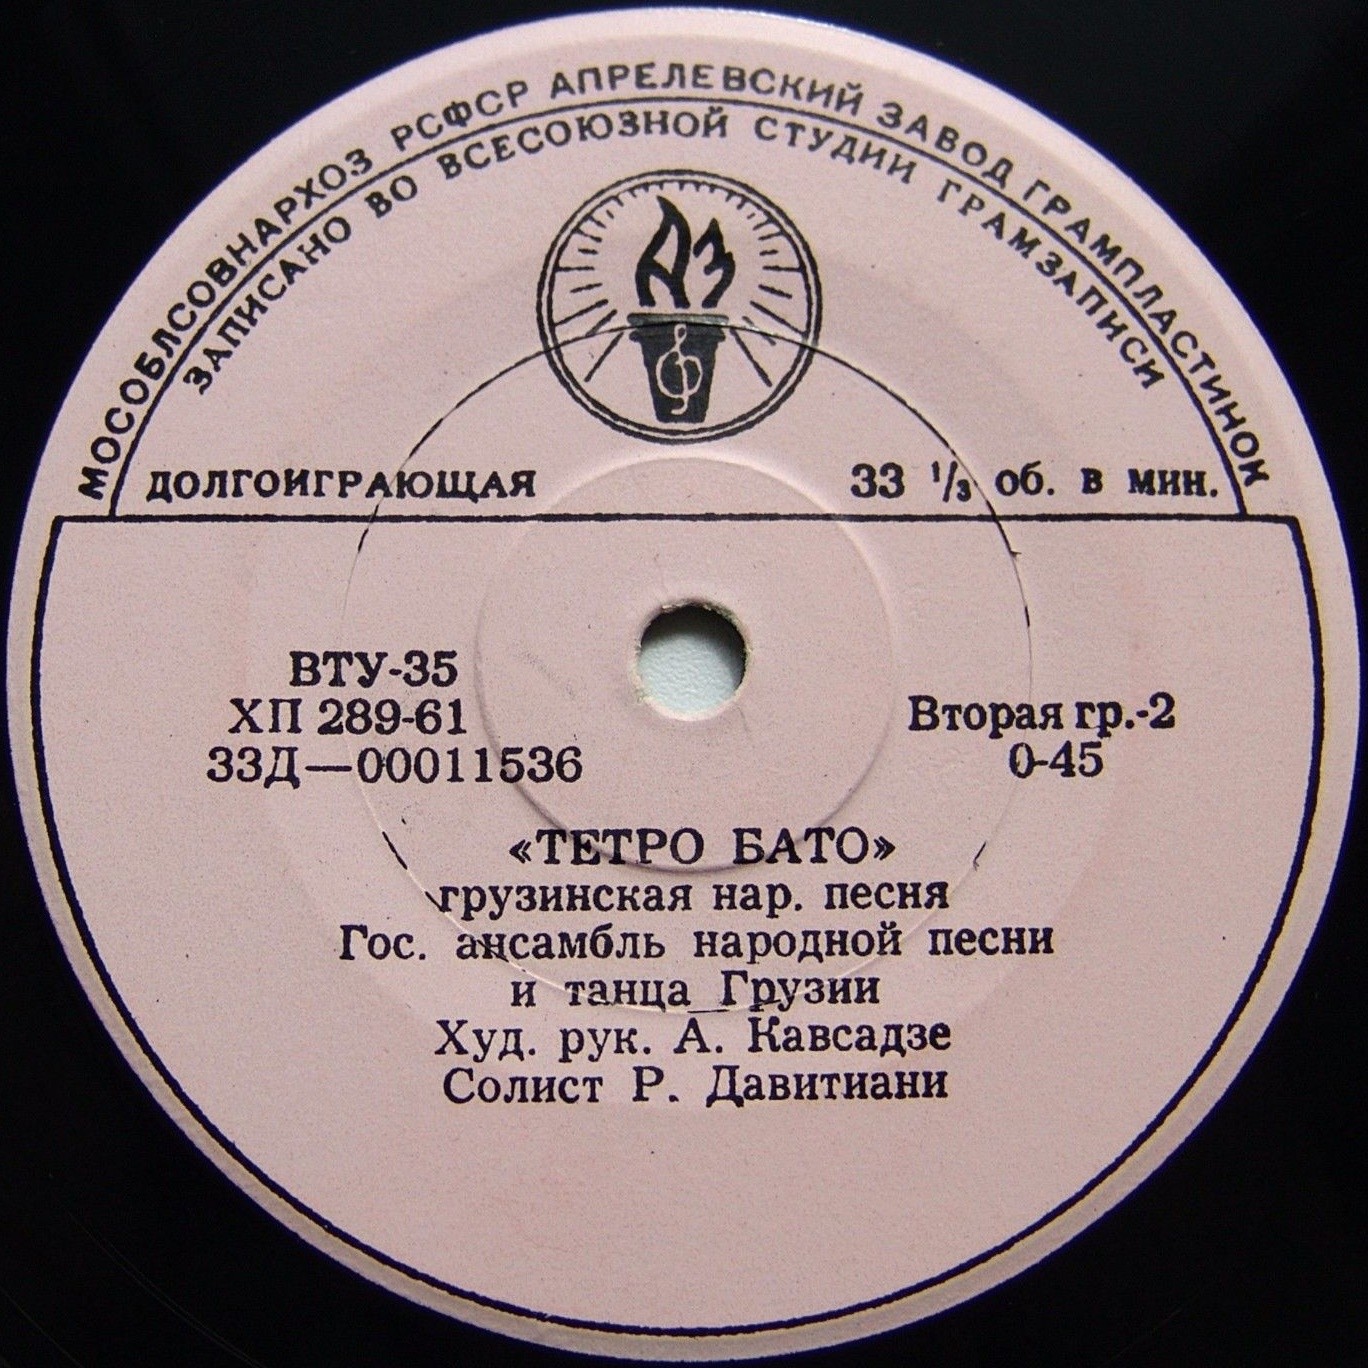 МОСОБЛСОВНАРХОЗ РСФСР АПРЕЛЕВСКИЙ ЗАВОД ГРАМПЛАСТИНОК
ЗАПИСАНО ВО ВСЕСОЮЗНОЙ СТУДИИ ГРАМЗАПИСИ
АЗ
ДОЛГОИГРАЮЩАЯ 33 1/3 об. в мин.
ВТУ-35
ХП 289-61 Вторая гр.-2
33Д—00011536 0-45
«ТЕТРО БАТО»
грузинская нар. песня
Гос. ансамбль народной песни
и танца Грузии
Худ. рук. А. Кавсадзе
Солист Р. Давитиани